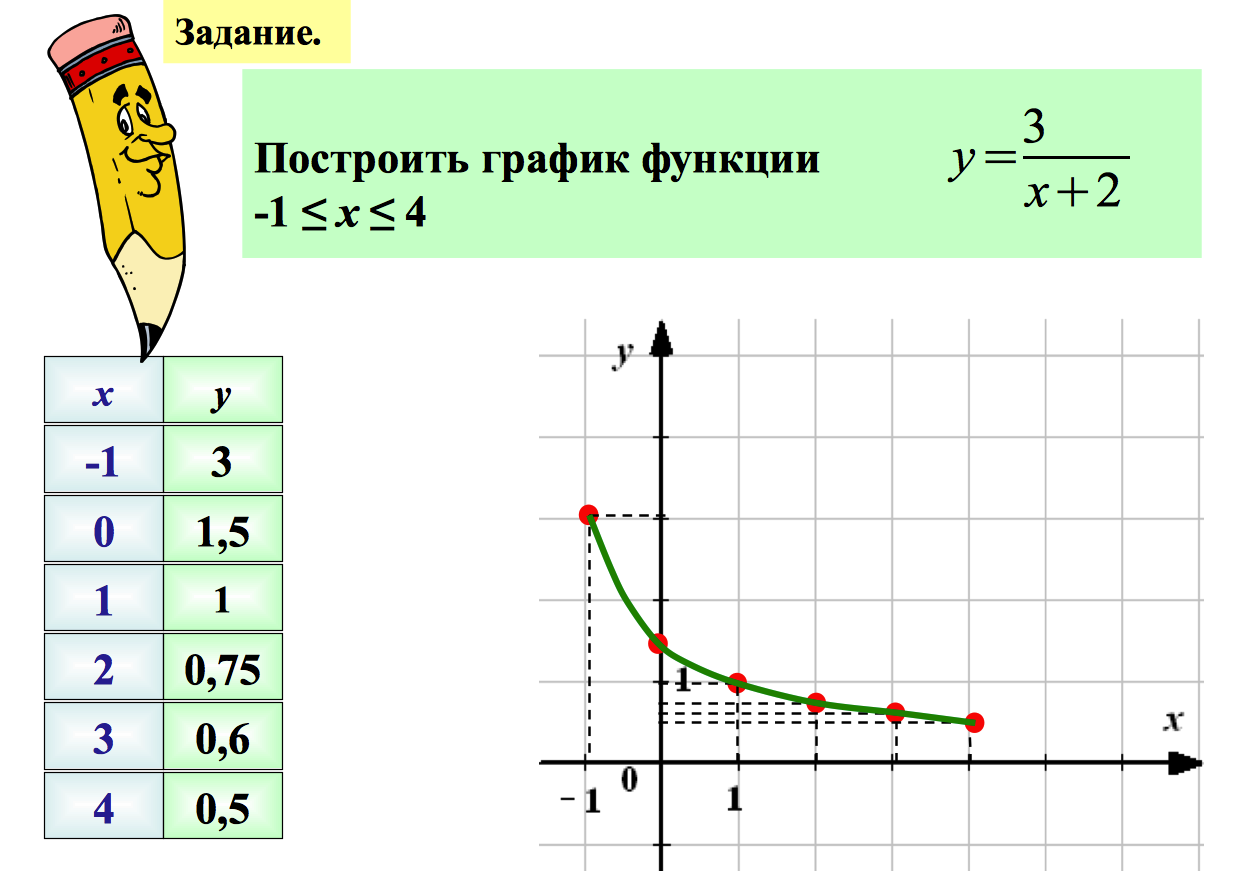 Задание.
Построить график функции
-1 ≤ x ≤ 4
y = 3/(x+2)
x y
-1 3
0 1,5
1 1
2 0,75
3 0,6
4 0,5
y
1
x
0
-1 1